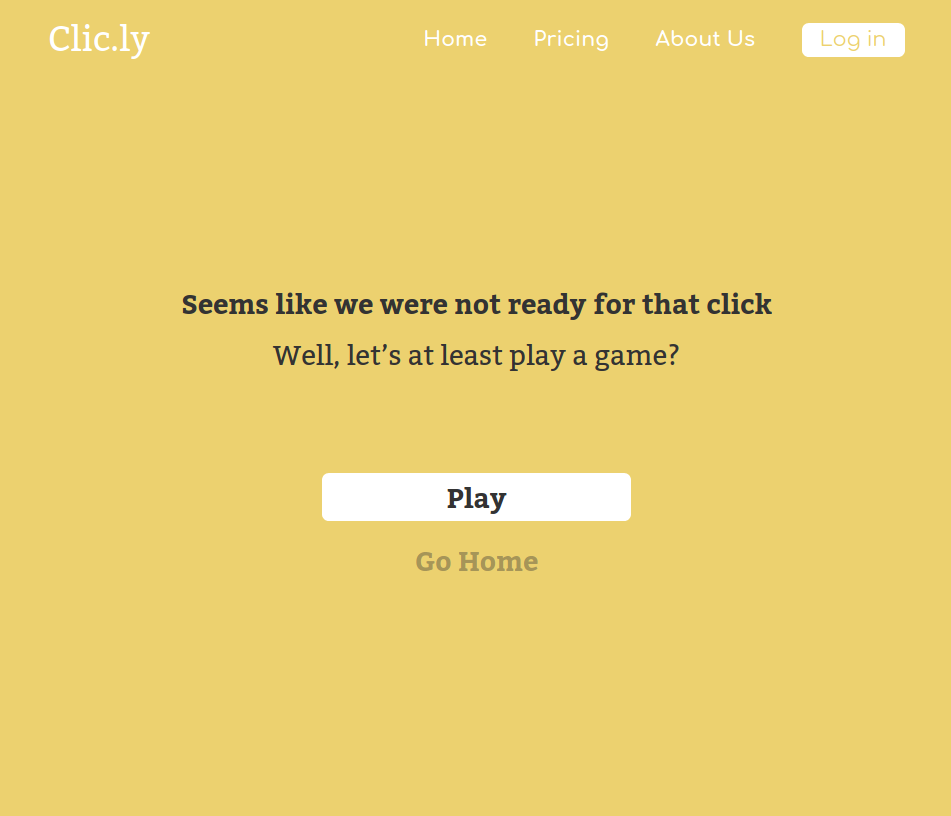 Clic.ly
Home Pricing About Us Log in
Seems like we were not ready for that click
Well, let’s at least play a game?
Play
Go Home